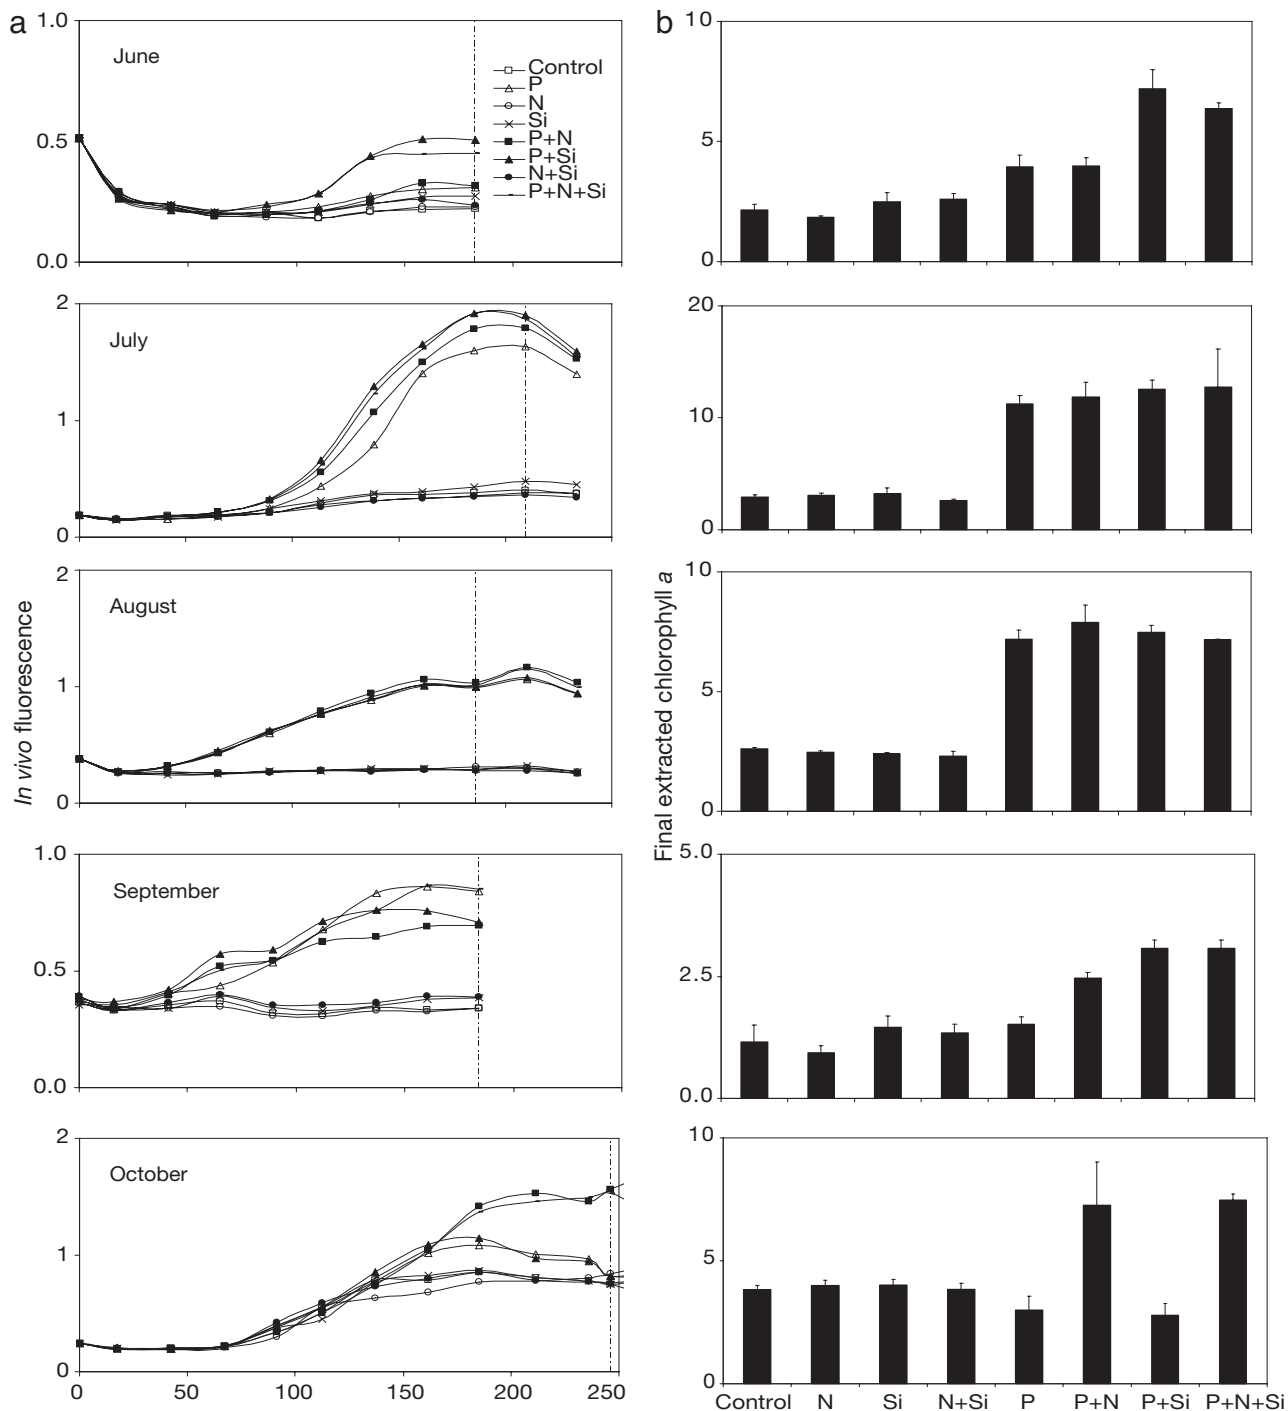 a
1.0
June
0.5
0.0
Control
P
N
Si
P+N
P+Si
N+Si
P+N+Si
2
July
1
0
2
August
1
0
In vivo fluorescence
1.0
September
0.5
0.0
2
October
1
0
0 50 100 150 200 250
b
10
5
0
20
10
0
10
5
0
Final extracted chlorophyll a
5.0
2.5
0.0
10
5
0
Control N Si N+Si P P+N P+Si P+N+Si